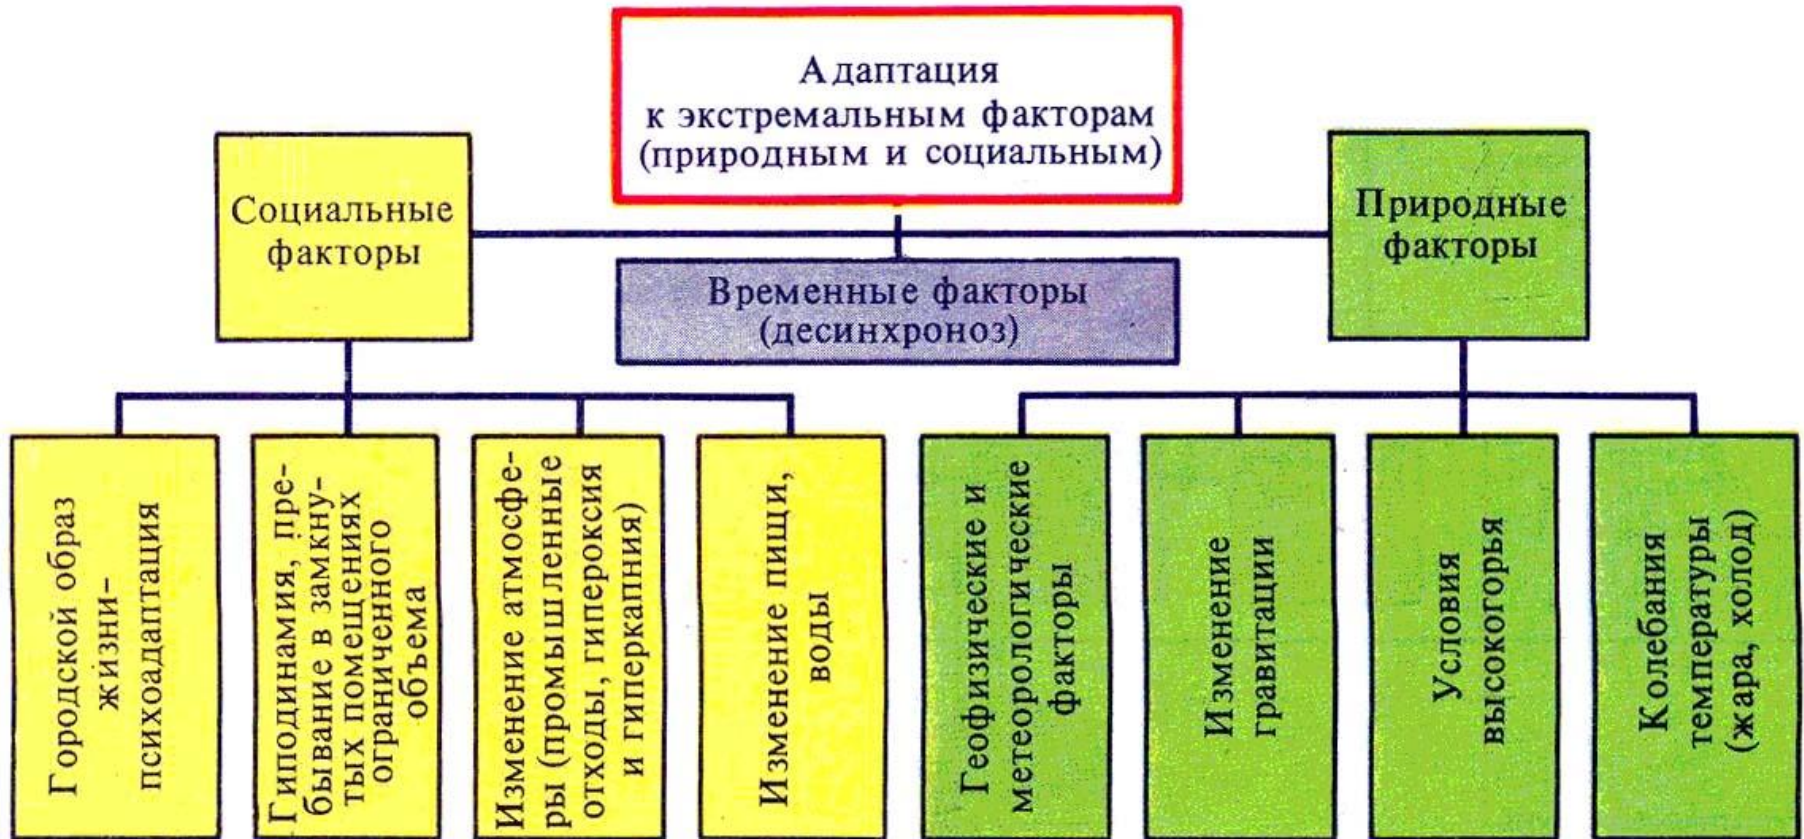 Адаптация
к экстремальным факторам
(природным и социальным)
Социальные
факторы
Природные
факторы
Временные факторы
(десинхроноз)
Городской образ
жизни–
психоадаптация
Гиподинамия, пре-
бывание в замкну-
тых помещениях
ограниченного
объема
Изменение атмосфе-
ры (промышленные
отходы, гипероксия
и гиперкапния)
Изменение пищи,
воды
Геофизические и
метеорологические
факторы
Изменение
гравитации
Условия
высокогорья
Колебания
температуры
(жара, холод)